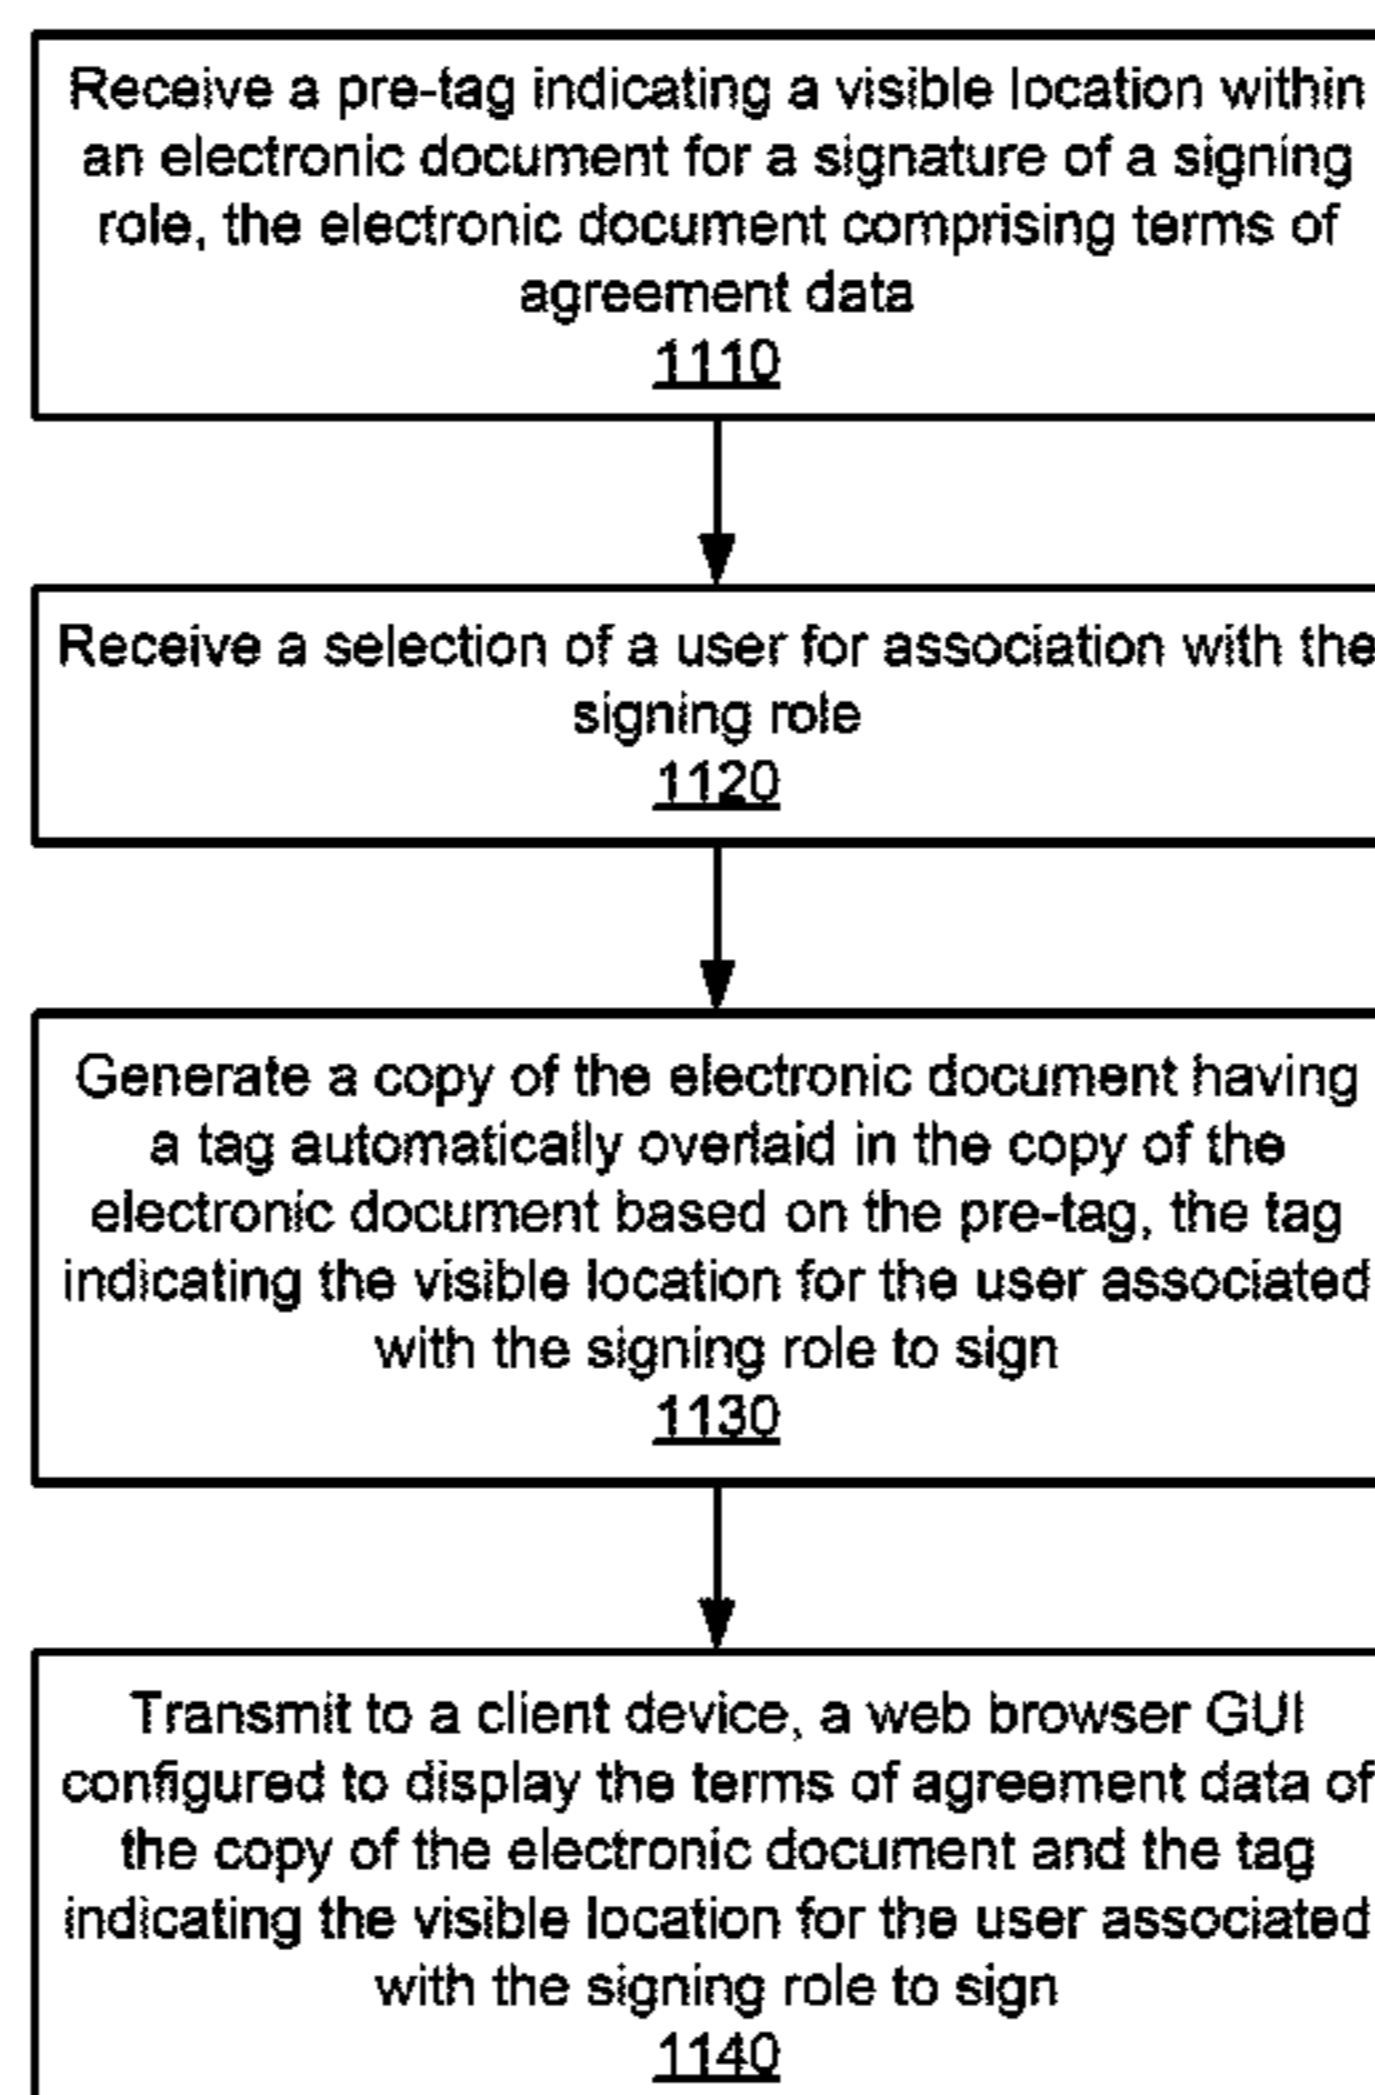 Receive a pre-tag indicating a visible location within
an electronic document for a signature of a signing
role, the electronic document comprising terms of
agreement data
1110
Receive a selection of a user for association with the
signing role
1120
Generate a copy of the electronic document having
a tag automatically overlaid in the copy of the
electronic document based on the pre-tag, the tag
indicating the visible location for the user associated
with the signing role to sign
1130
Transmit to a client device, a web browser GUI
configured to display the terms of agreement data of
the copy of the electronic document and the tag
indicating the visible location for the user associated
with the signing role to sign
1140